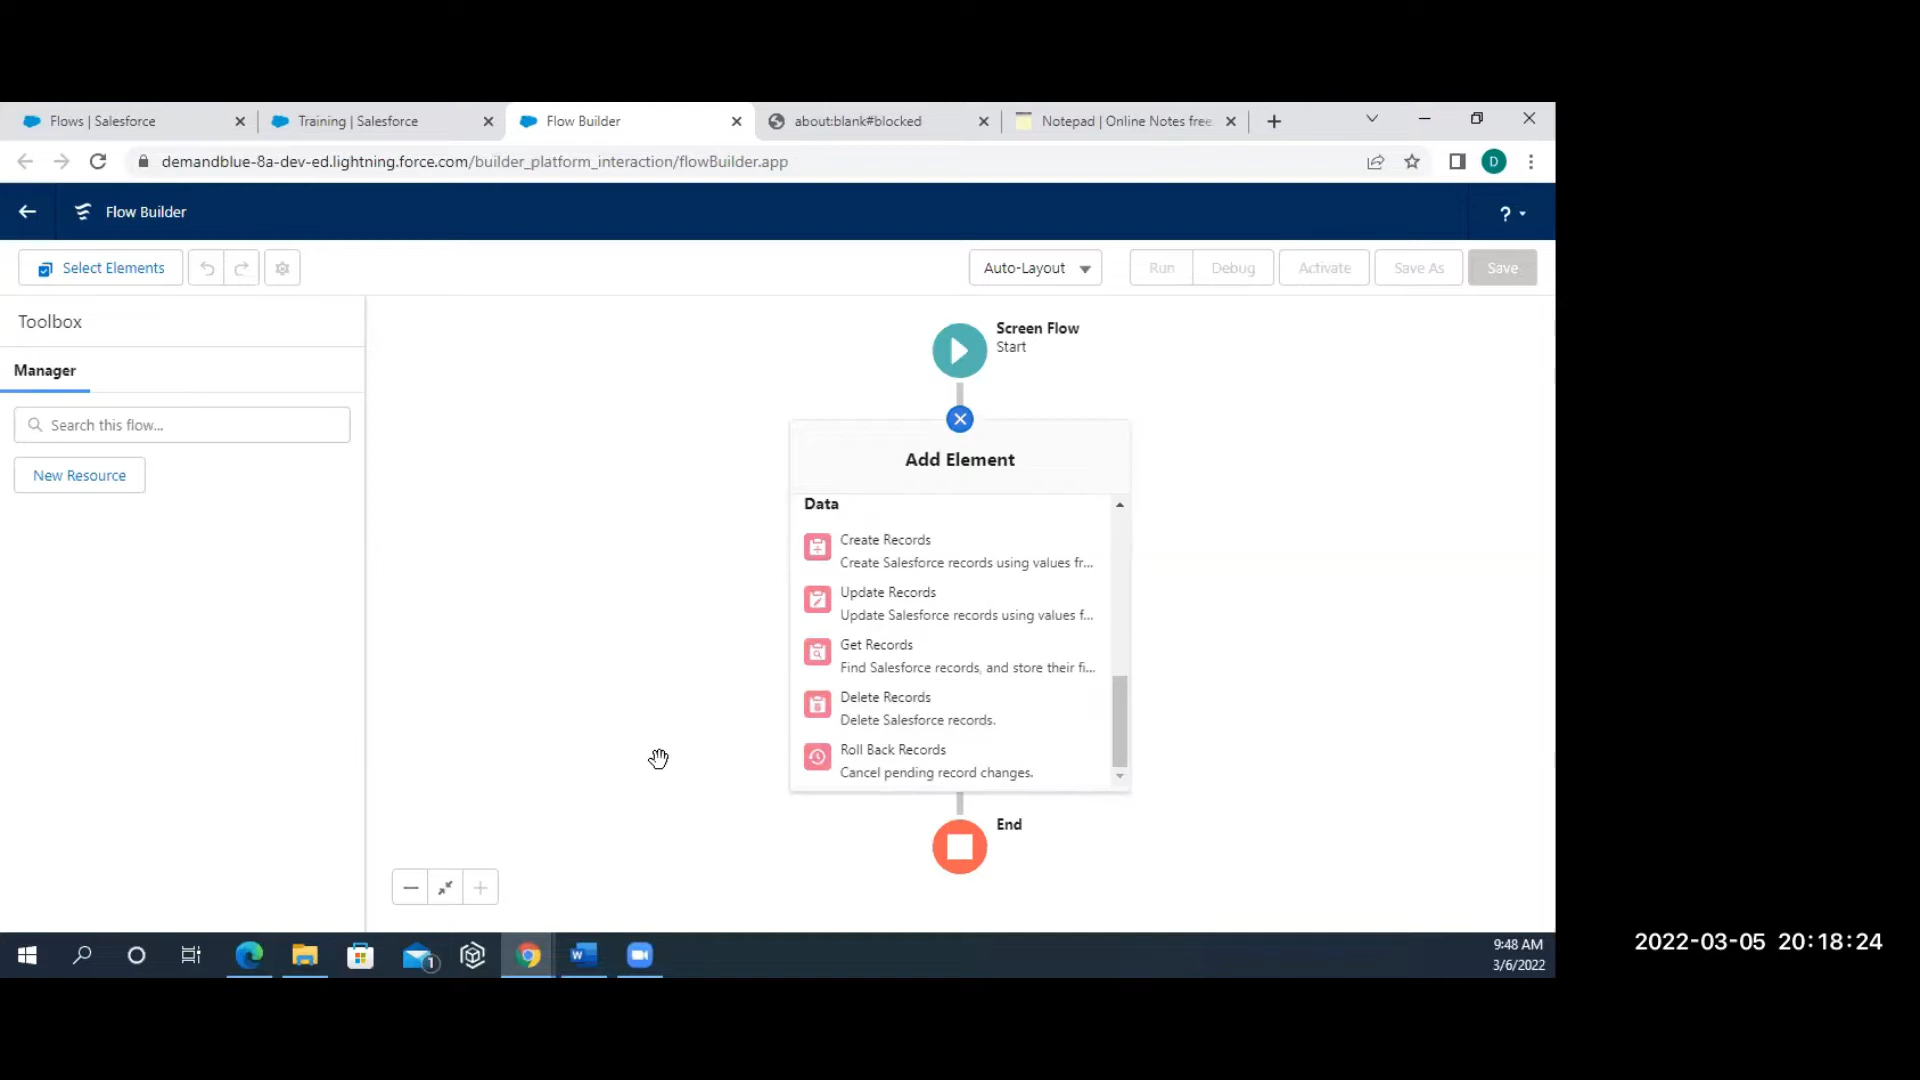 Flows | Salesforce
Training | Salesforce
Flow Builder
about:blank#blocked
Notepad | Online Notes free
demandblue-8a-dev-ed.lightning.force.com/builder_platform_interaction/flowBuilder.app
D
Flow Builder
?
Select Elements
Auto-Layout
Run
Debug
Activate
Save As
Save
Toolbox
Manager
Search this flow...
New Resource
Screen Flow
Start
Add Element
Data
Create Records
Create Salesforce records using values fr...
Update Records
Update Salesforce records using values f...
Get Records
Find Salesforce records, and store their fi...
Delete Records
Delete Salesforce records.
Roll Back Records
Cancel pending record changes.
End
1
W
9:48 AM
3/6/2022
2022-03-05 20:18:24